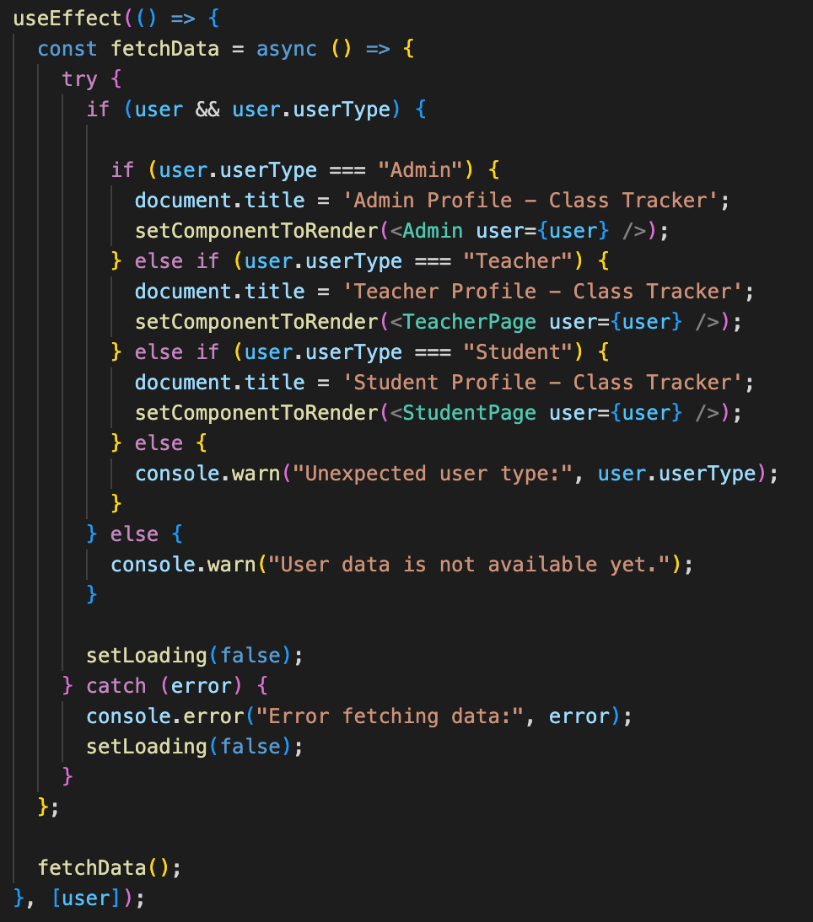 useEffect(() => {
  const fetchData = async () => {
    try {
      if (user && user.userType) {

        if (user.userType === "Admin") {
          document.title = 'Admin Profile - Class Tracker';
          setComponentToRender(<Admin user={user} />);
        } else if (user.userType === "Teacher") {
          document.title = 'Teacher Profile - Class Tracker';
          setComponentToRender(<TeacherPage user={user} />);
        } else if (user.userType === "Student") {
          document.title = 'Student Profile - Class Tracker';
          setComponentToRender(<StudentPage user={user} />);
        } else {
          console.warn("Unexpected user type:", user.userType);
        }
      } else {
        console.warn("User data is not available yet.");
      }

      setLoading(false);
    } catch (error) {
      console.error("Error fetching data:", error);
      setLoading(false);
    }
  };

  fetchData();
}, [user]);